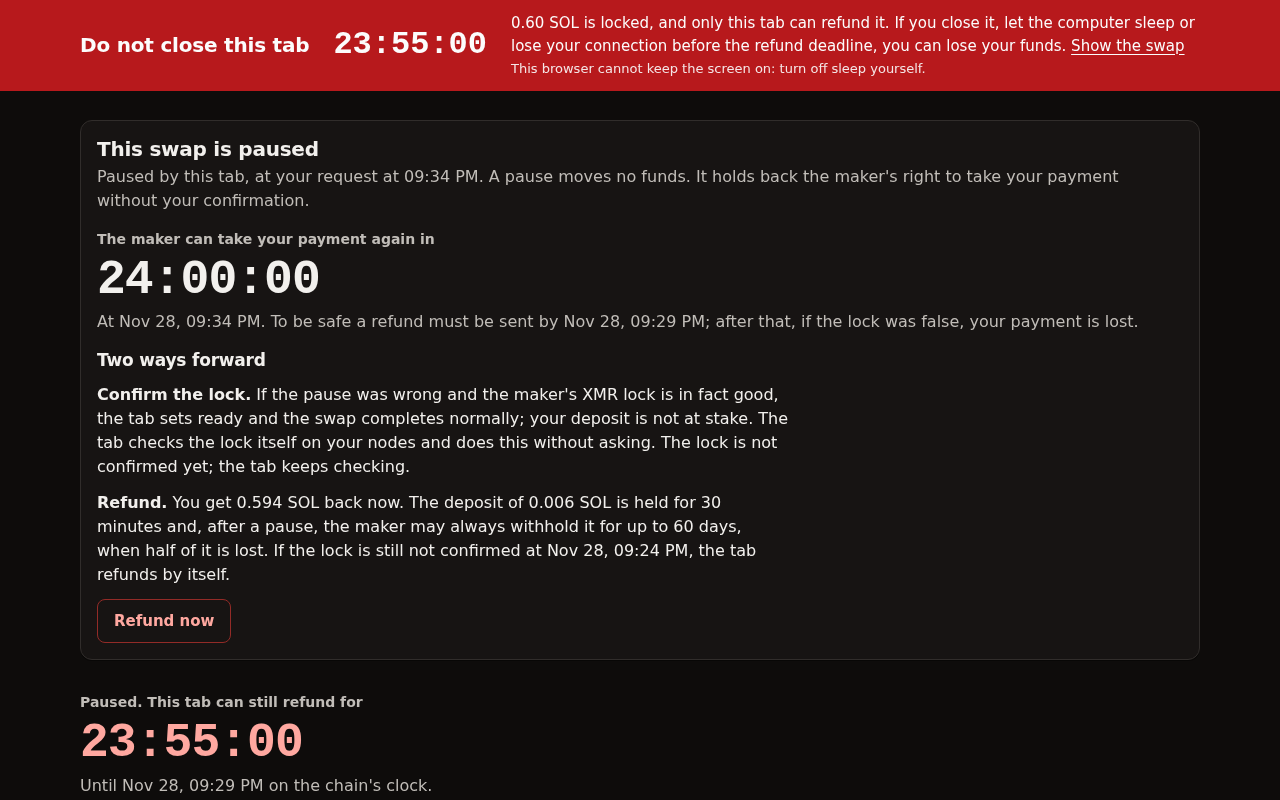 Do not close this tab
23:55:00
0.60 SOL is locked, and only this tab can refund it. If you close it, let the computer sleep or
lose your connection before the refund deadline, you can lose your funds. Show the swap
This browser cannot keep the screen on: turn off sleep yourself.
This swap is paused
Paused by this tab, at your request at 09:34 PM. A pause moves no funds. It holds back the maker's right to take your payment
without your confirmation.
The maker can take your payment again in
24:00:00
At Nov 28, 09:34 PM. To be safe a refund must be sent by Nov 28, 09:29 PM; after that, if the lock was false, your payment is lost.
Two ways forward
Confirm the lock. If the pause was wrong and the maker's XMR lock is in fact good,
the tab sets ready and the swap completes normally; your deposit is not at stake. The
tab checks the lock itself on your nodes and does this without asking. The lock is not
confirmed yet; the tab keeps checking.
Refund. You get 0.594 SOL back now. The deposit of 0.006 SOL is held for 30
minutes and, after a pause, the maker may always withhold it for up to 60 days,
when half of it is lost. If the lock is still not confirmed at Nov 28, 09:24 PM, the tab
refunds by itself.
Refund now
Paused. This tab can still refund for
23:55:00
Until Nov 28, 09:29 PM on the chain's clock.